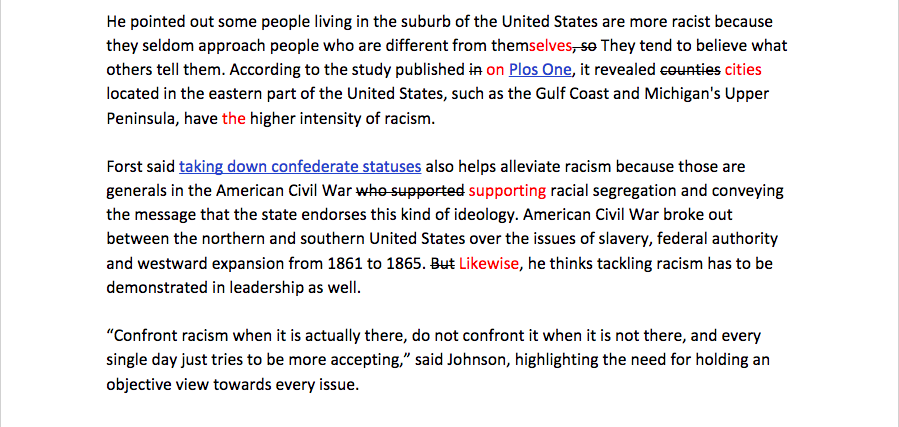 He pointed out some people living in the suburb of the United States are more racist because
they seldom approach people who are different from themselves, so They tend to believe what
others tell them. According to the study published in on Plos One, it revealed counties cities
located in the eastern part of the United States, such as the Gulf Coast and Michigan's Upper
Peninsula, have the higher intensity of racism.
Forst said taking down confederate statuses also helps alleviate racism because those are
generals in the American Civil War who supported supporting racial segregation and conveying
the message that the state endorses this kind of ideology. American Civil War broke out
between the northern and southern United States over the issues of slavery, federal authority
and westward expansion from 1861 to 1865. But Likewise, he thinks tackling racism has to be
demonstrated in leadership as well.
“Confront racism when it is actually there, do not confront it when it is not there, and every
single day just tries to be more accepting,” said Johnson, highlighting the need for holding an
objective view towards every issue.